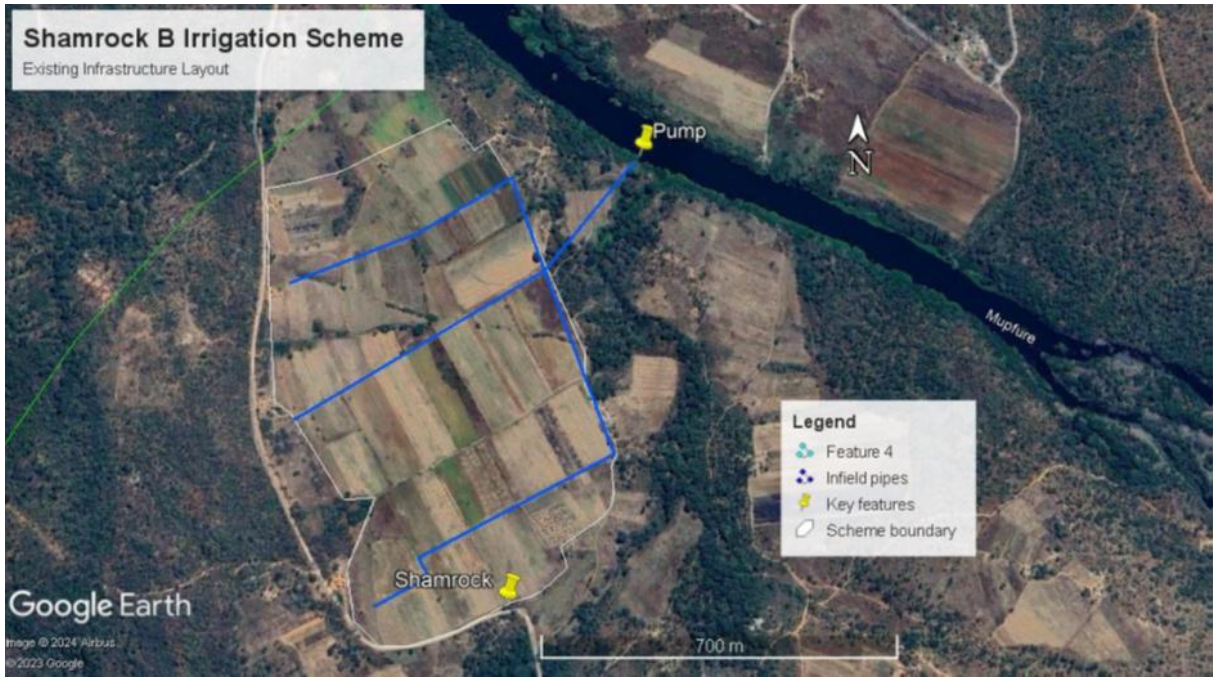 Shamrock B Irrigation Scheme
Existing Infrastructure Layout
Pump
N
Mupfure
Legend
Feature 4
Infield pipes
Key features
Scheme boundary
Shamrock
Google Earth
700 m
Image © 2024 Airbus
©2023 Google